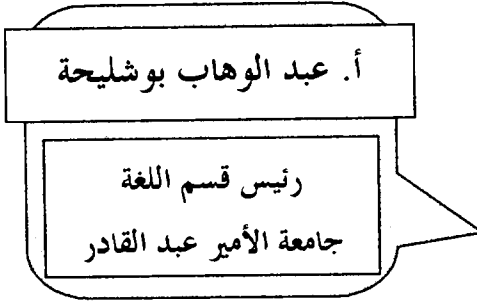 أ. عبد الوهاب بوشليحة
رئيس قسم اللغة
جامعة الأمير عبد القادر